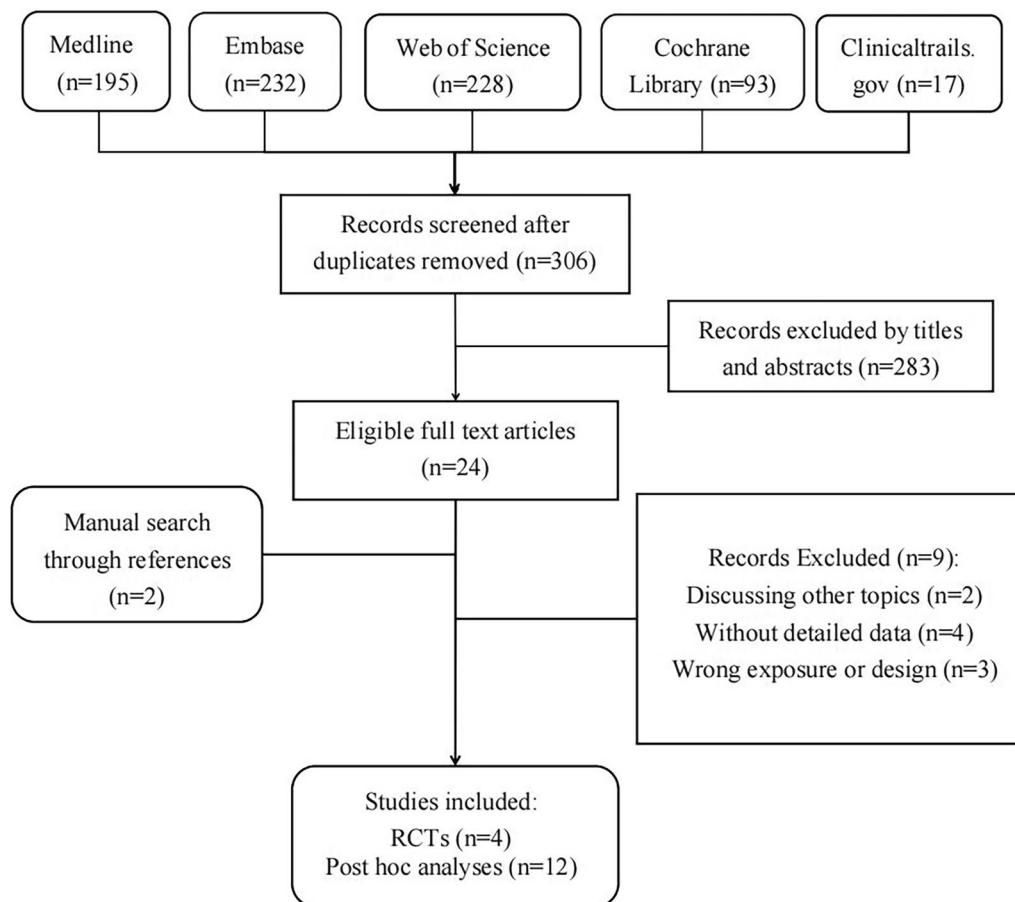 Medline
(n=195)
Embase
(n=232)
Web of Science
(n=228)
Cochrane
Library (n=93)
Clinicaltrails.
gov (n=17)
Records screened after
duplicates removed (n=306)
Records excluded by titles
and abstracts (n=283)
Eligible full text articles
(n=24)
Manual search
through references
(n=2)
Records Excluded (n=9):
Discussing other topics (n=2)
Without detailed data (n=4)
Wrong exposure or design (n=3)
Studies included:
RCTs (n=4)
Post hoc analyses (n=12)